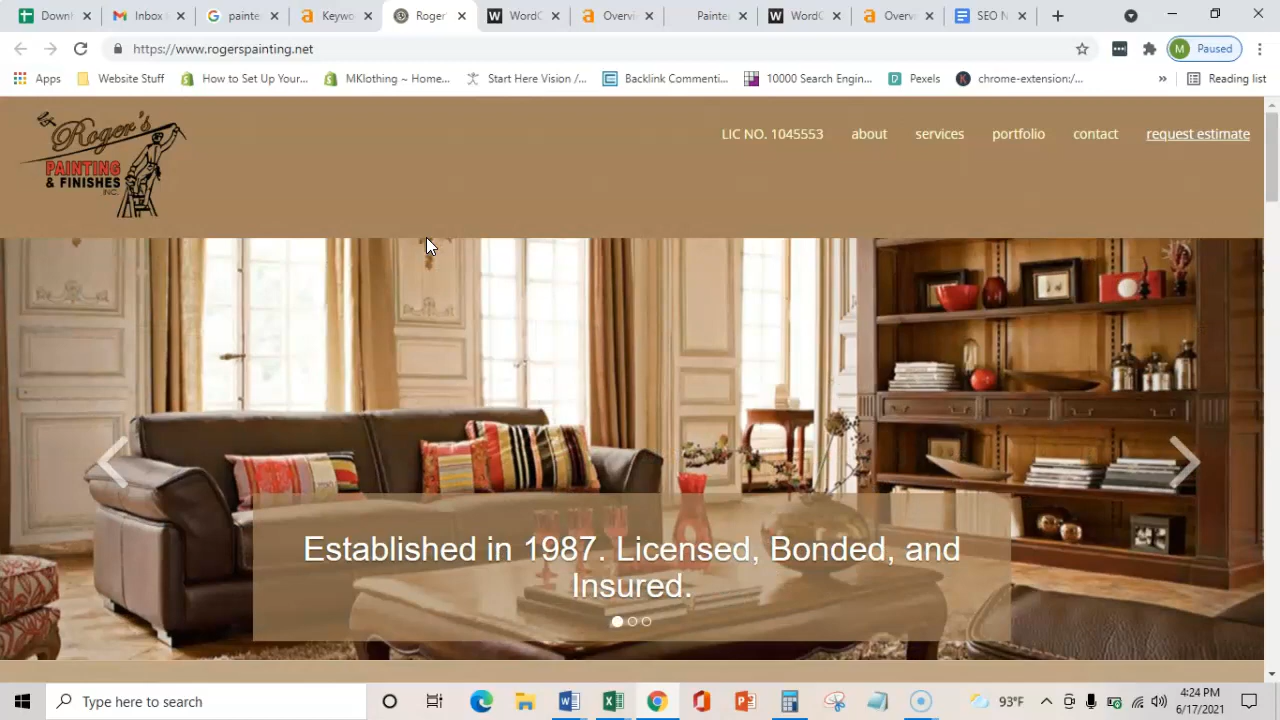 Downl
Inbox
painti
Keywo
Roger
WordC
Overvi
Painter
WordC
Overv
SEO N
https://www.rogerspainting.net
M Paused
Apps
Website Stuff
How to Set Up Your...
MKlothing ~ Home...
Start Here Vision /...
Backlink Commenti...
10000 Search Engin...
Pexels
chrome-extension:/...
»
Reading list
Roger's
PAINTING
& FINISHES
INC.
LIC NO. 1045553
about
services
portfolio
contact
request estimate
Established in 1987. Licensed, Bonded, and
Insured.
Type here to search
93°F
4:24 PM
6/17/2021